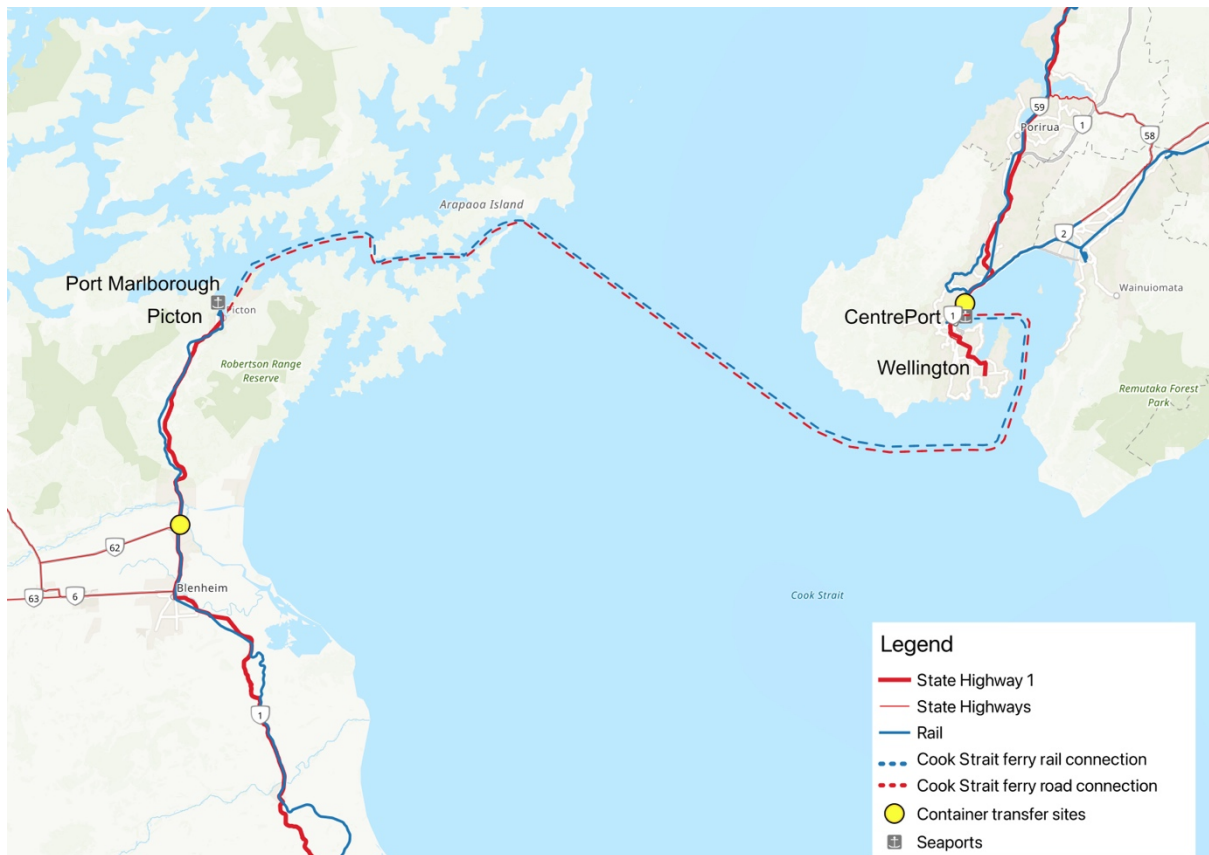 59
Porirua
1
58
Arapaoa Island
2
Wainuiomata
Port Marlborough
Picton
Picton
CentrePort
1
Wellington
Robertson Range
Reserve
Remutaka Forest
Park
62
Blenheim
63
6
Cook Strait
1
Legend
State Highway 1
State Highways
Rail
Cook Strait ferry rail connection
Cook Strait ferry road connection
Container transfer sites
Seaports